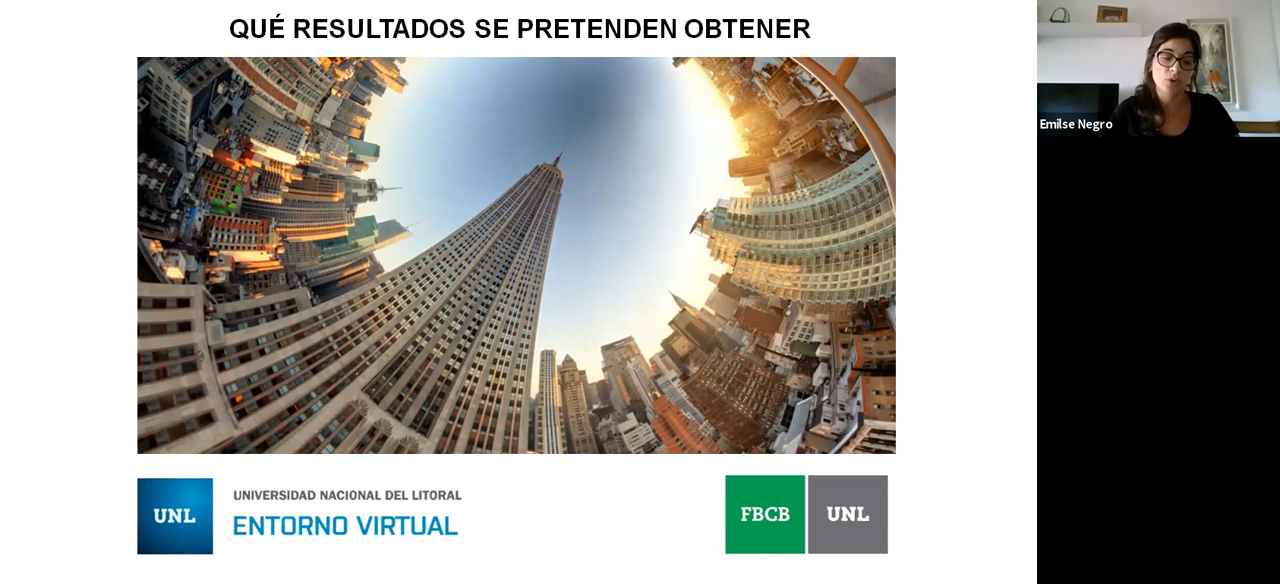 QUÉ RESULTADOS SE PRETENDEN OBTENER
Emilse Negro
UNL
UNIVERSIDAD NACIONAL DEL LITORAL
ENTORNO VIRTUAL
FBCB
UNL